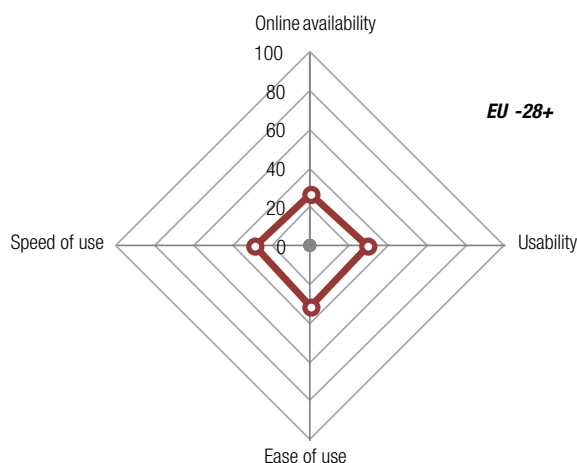 Online availability
100
80
EU -28+
60
40
20
Speed of use
0
Usability
Ease of use